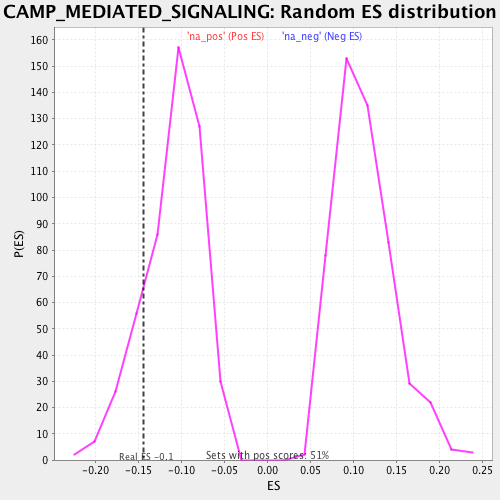 CAMP_MEDIATED_SIGNALING: Random ES distribution
'na_pos' (Pos ES) 'na_neg' (Neg ES)
160
150
140
130
120
110
100
90
80
70
60
50
40
30
20
10
0
P(ES)
Real ES -0.1
Sets with pos scores: 51%
-0.20 -0.15 -0.10 -0.05 0.00 0.05 0.10 0.15 0.20 0.25
ES